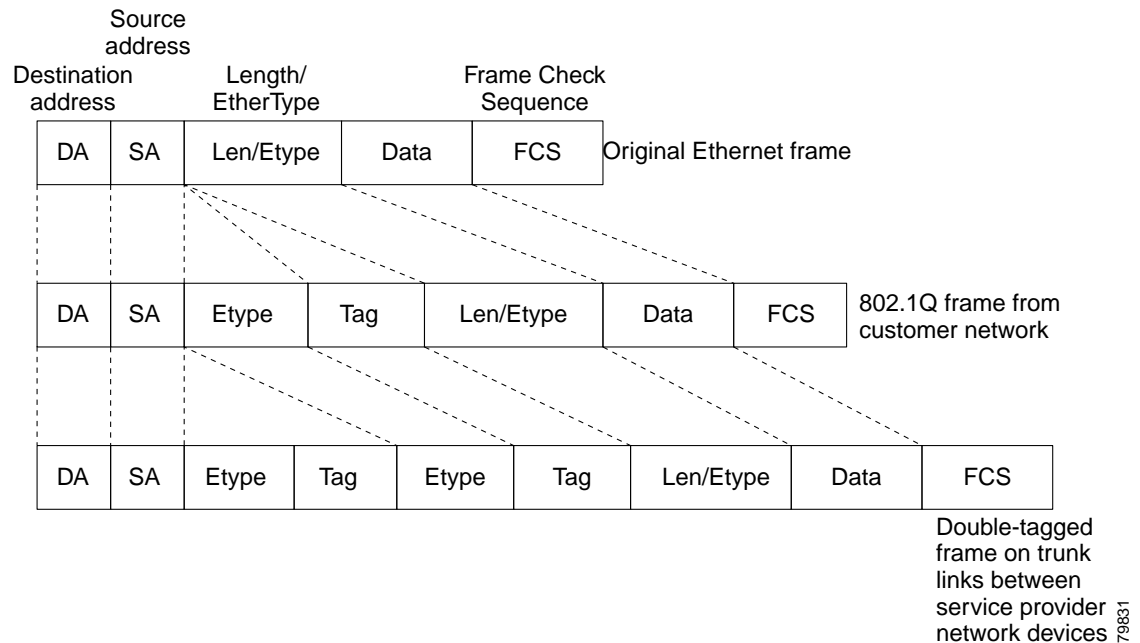 Source
address
Destination
address
Length/
EtherType
Frame Check
Sequence
DA SA Len/Etype Data FCS Original Ethernet frame
DA SA Etype Tag Len/Etype Data FCS 802.1Q frame from
customer network
DA SA Etype Tag Etype Tag Len/Etype Data FCS
Double-tagged
frame on trunk
links between
service provider
network devices
79831